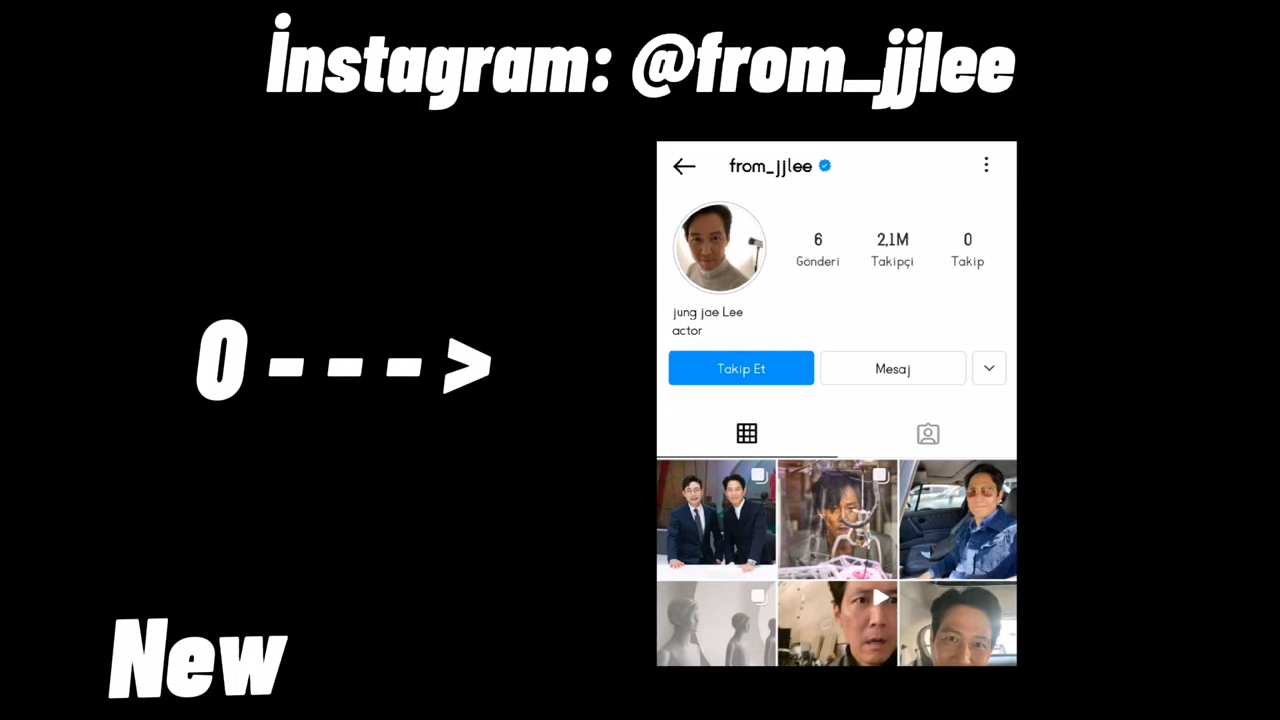 İnstagram: @from_jjlee
from_jjlee
6 2,1M 0
Gönderi Takipçi Takip
jung jae Lee
actor
Takip Et Mesaj
0 - - - >
New